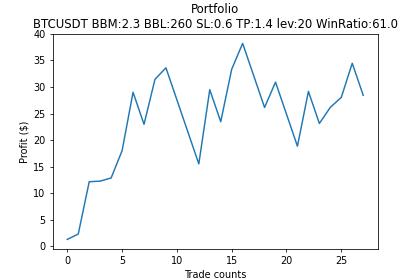 Portfolio
BTCUSDT BBM:2.3 BBL:260 SL:0.6 TP:1.4 lev:20 WinRatio:61.0
40
35
30
25
20
15
10
5
0
Profit ($)
0 5 10 15 20 25
Trade counts